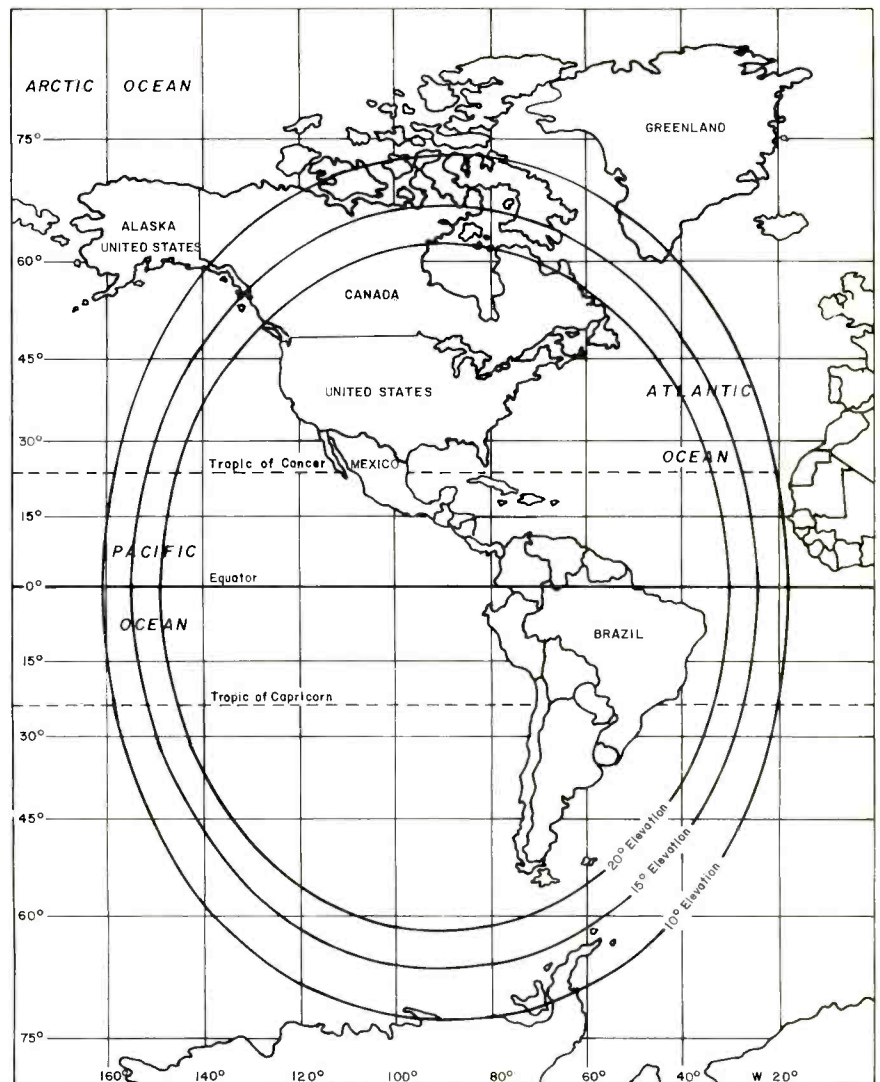 ARCTIC OCEAN
75°
GREENLAND
ALASKA
UNITED STATES
60°
CANADA
45°
UNITED STATES
ATLANTIC
30°
OCEAN
Tropic of Cancer
MEXICO
15°
PACIFIC
Equator
0°
OCEAN
BRAZIL
15°
Tropic of Capricorn
30°
45°
20° Elevation
15° Elevation
10° Elevation
60°
75°
160° 140° 120° 100° 80° 60° 40° W 20°